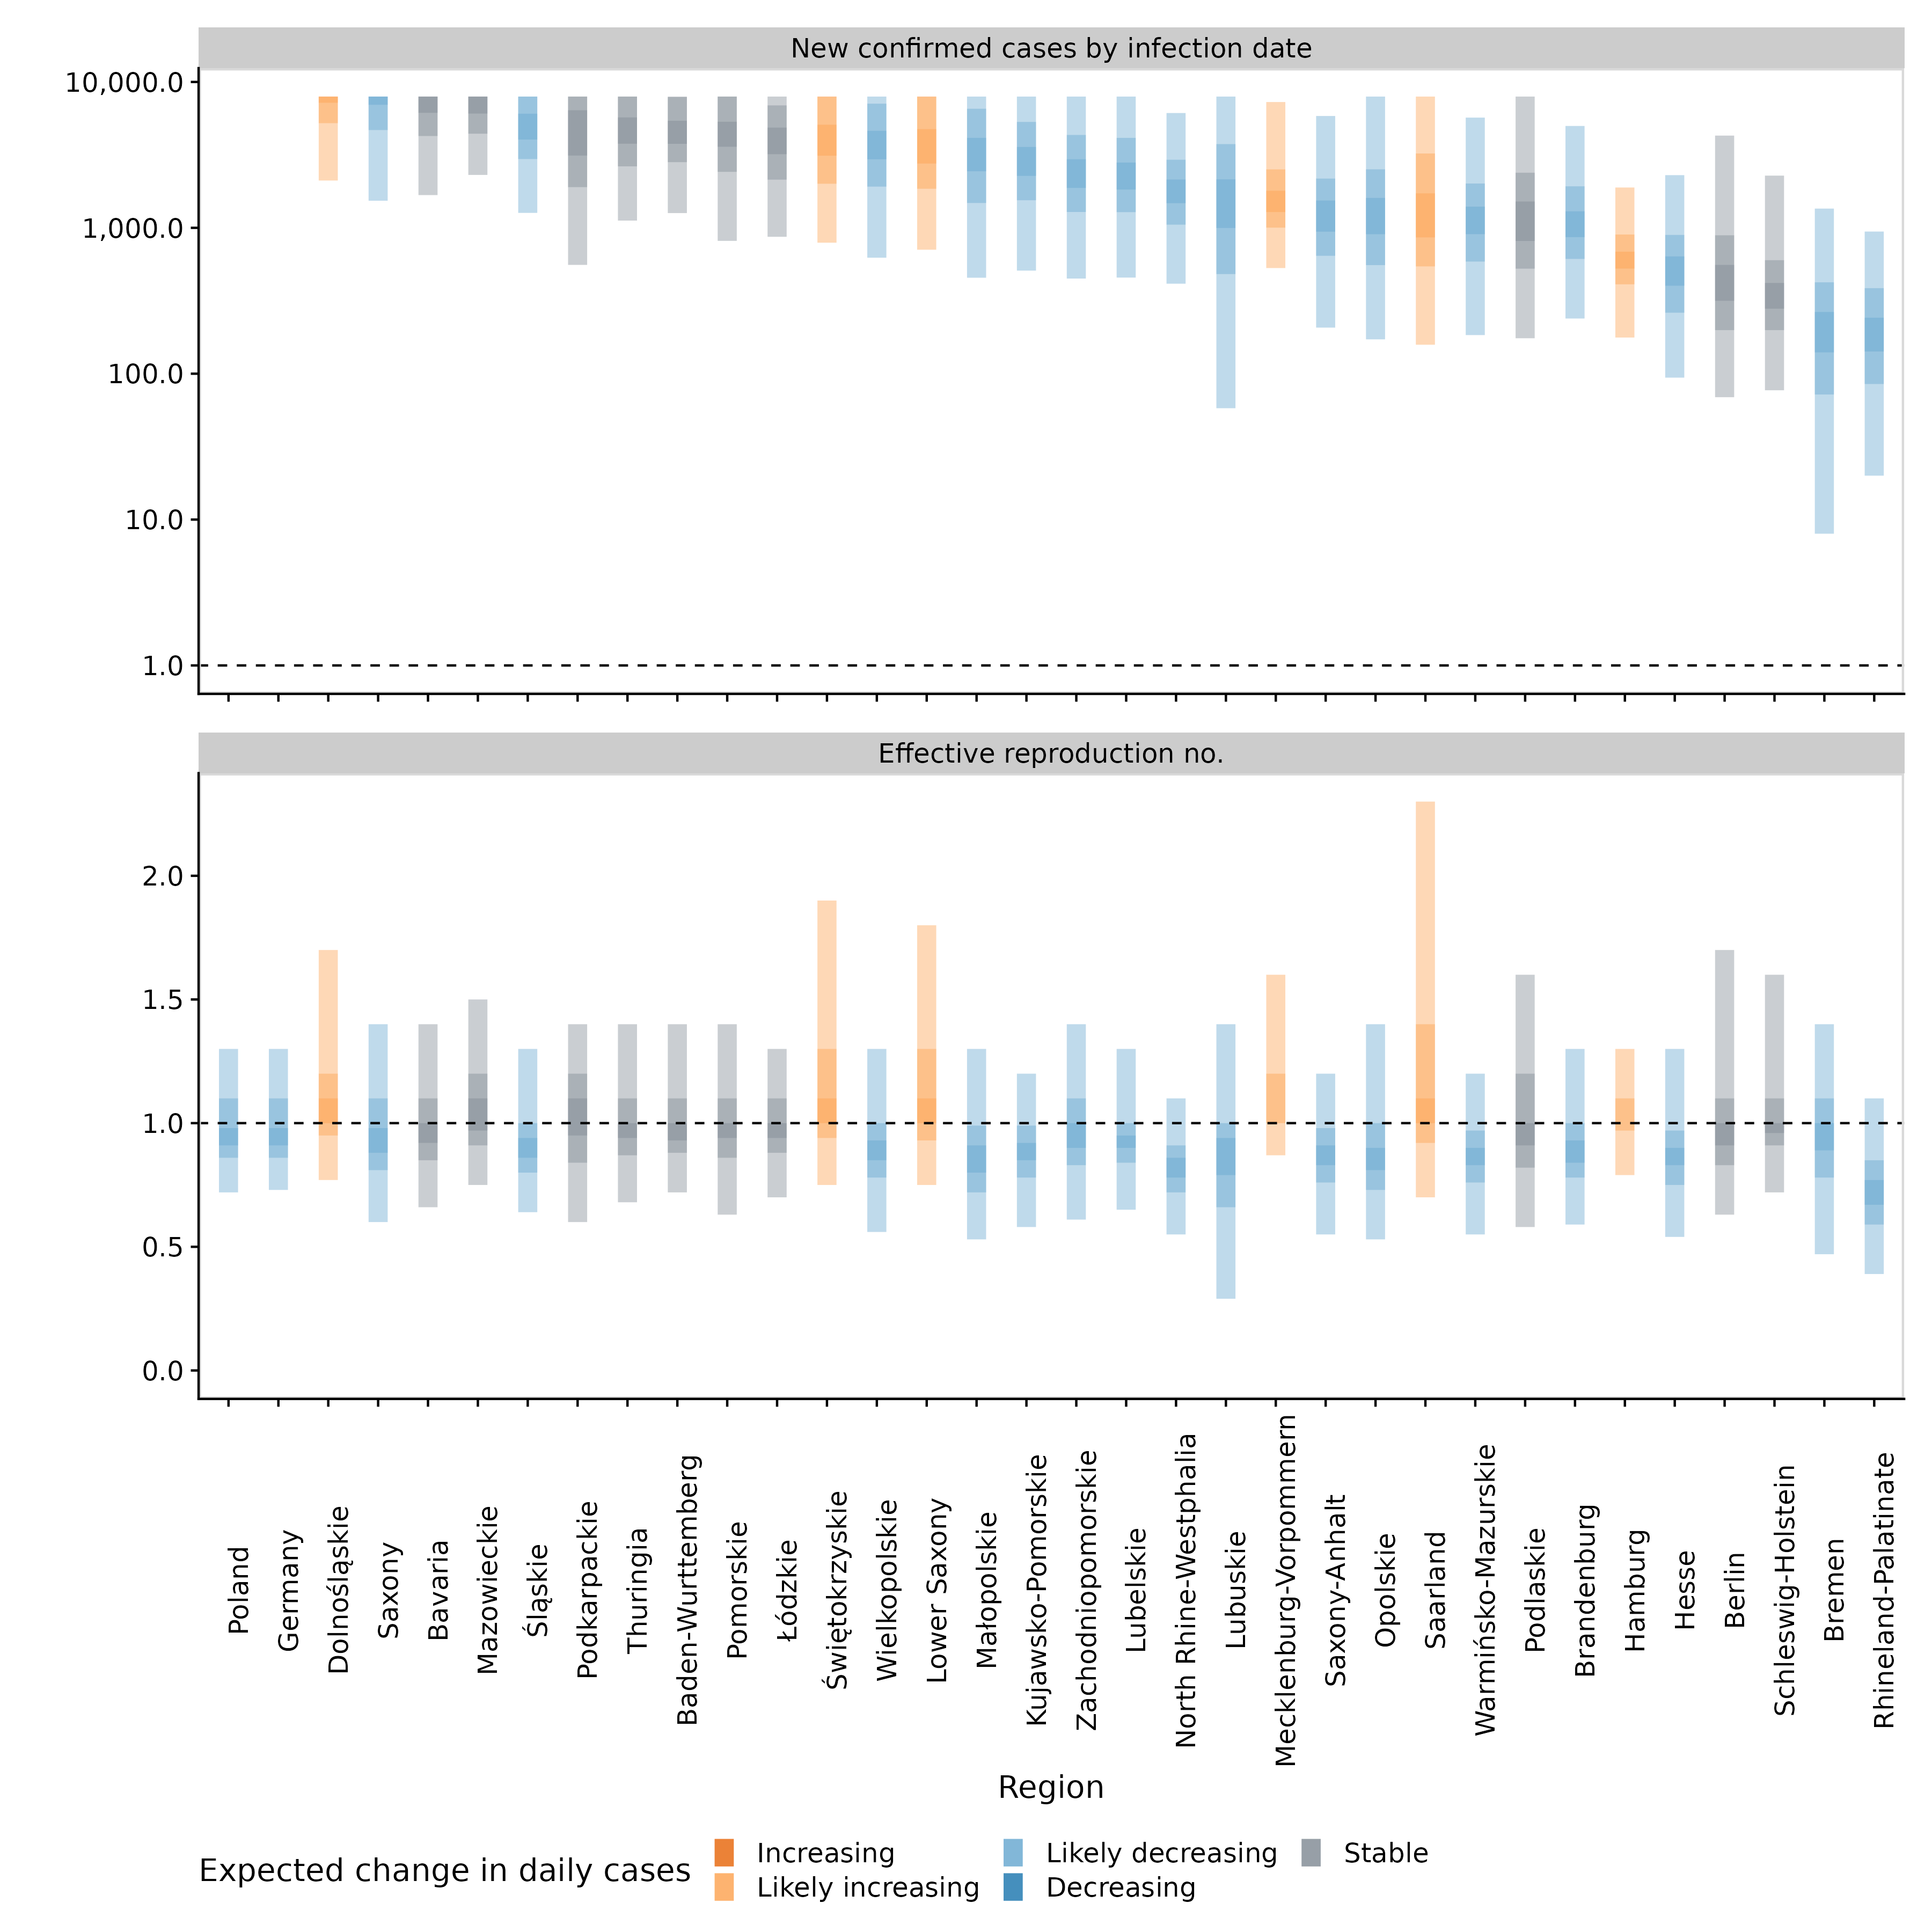 New confirmed cases by infection date
10,000.0
1,000.0
100.0
10.0
1.0
Effective reproduction no.
2.0
1.5
1.0
0.5
0.0
Poland
Germany
Dolnośląskie
Saxony
Bavaria
Mazowieckie
Śląskie
Podkarpackie
Thuringia
Baden-Wurttemberg
Pomorskie
Łódzkie
Świętokrzyskie
Wielkopolskie
Lower Saxony
Małopolskie
Kujawsko-Pomorskie
Zachodniopomorskie
Lubelskie
North Rhine-Westphalia
Lubuskie
Mecklenburg-Vorpommern
Saxony-Anhalt
Opolskie
Saarland
Warmińsko-Mazurskie
Podlaskie
Brandenburg
Hamburg
Hesse
Berlin
Schleswig-Holstein
Bremen
Rhineland-Palatinate
Region
Expected change in daily cases
Increasing
Likely increasing
Likely decreasing
Decreasing
Stable